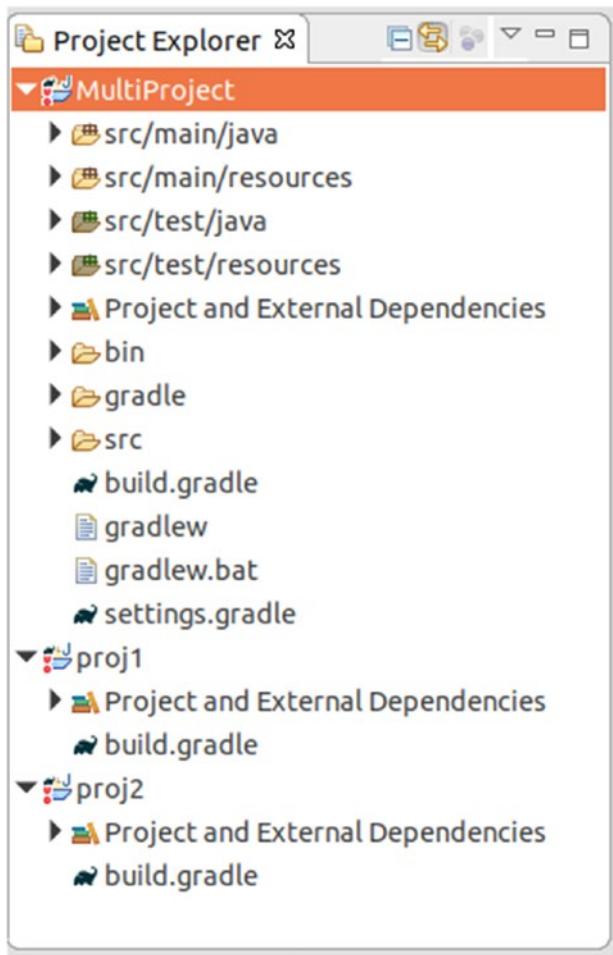 Project Explorer
MultiProject
src/main/java
src/main/resources
src/test/java
src/test/resources
Project and External Dependencies
bin
gradle
src
build.gradle
gradlew
gradlew.bat
settings.gradle
proj1
Project and External Dependencies
build.gradle
proj2
Project and External Dependencies
build.gradle